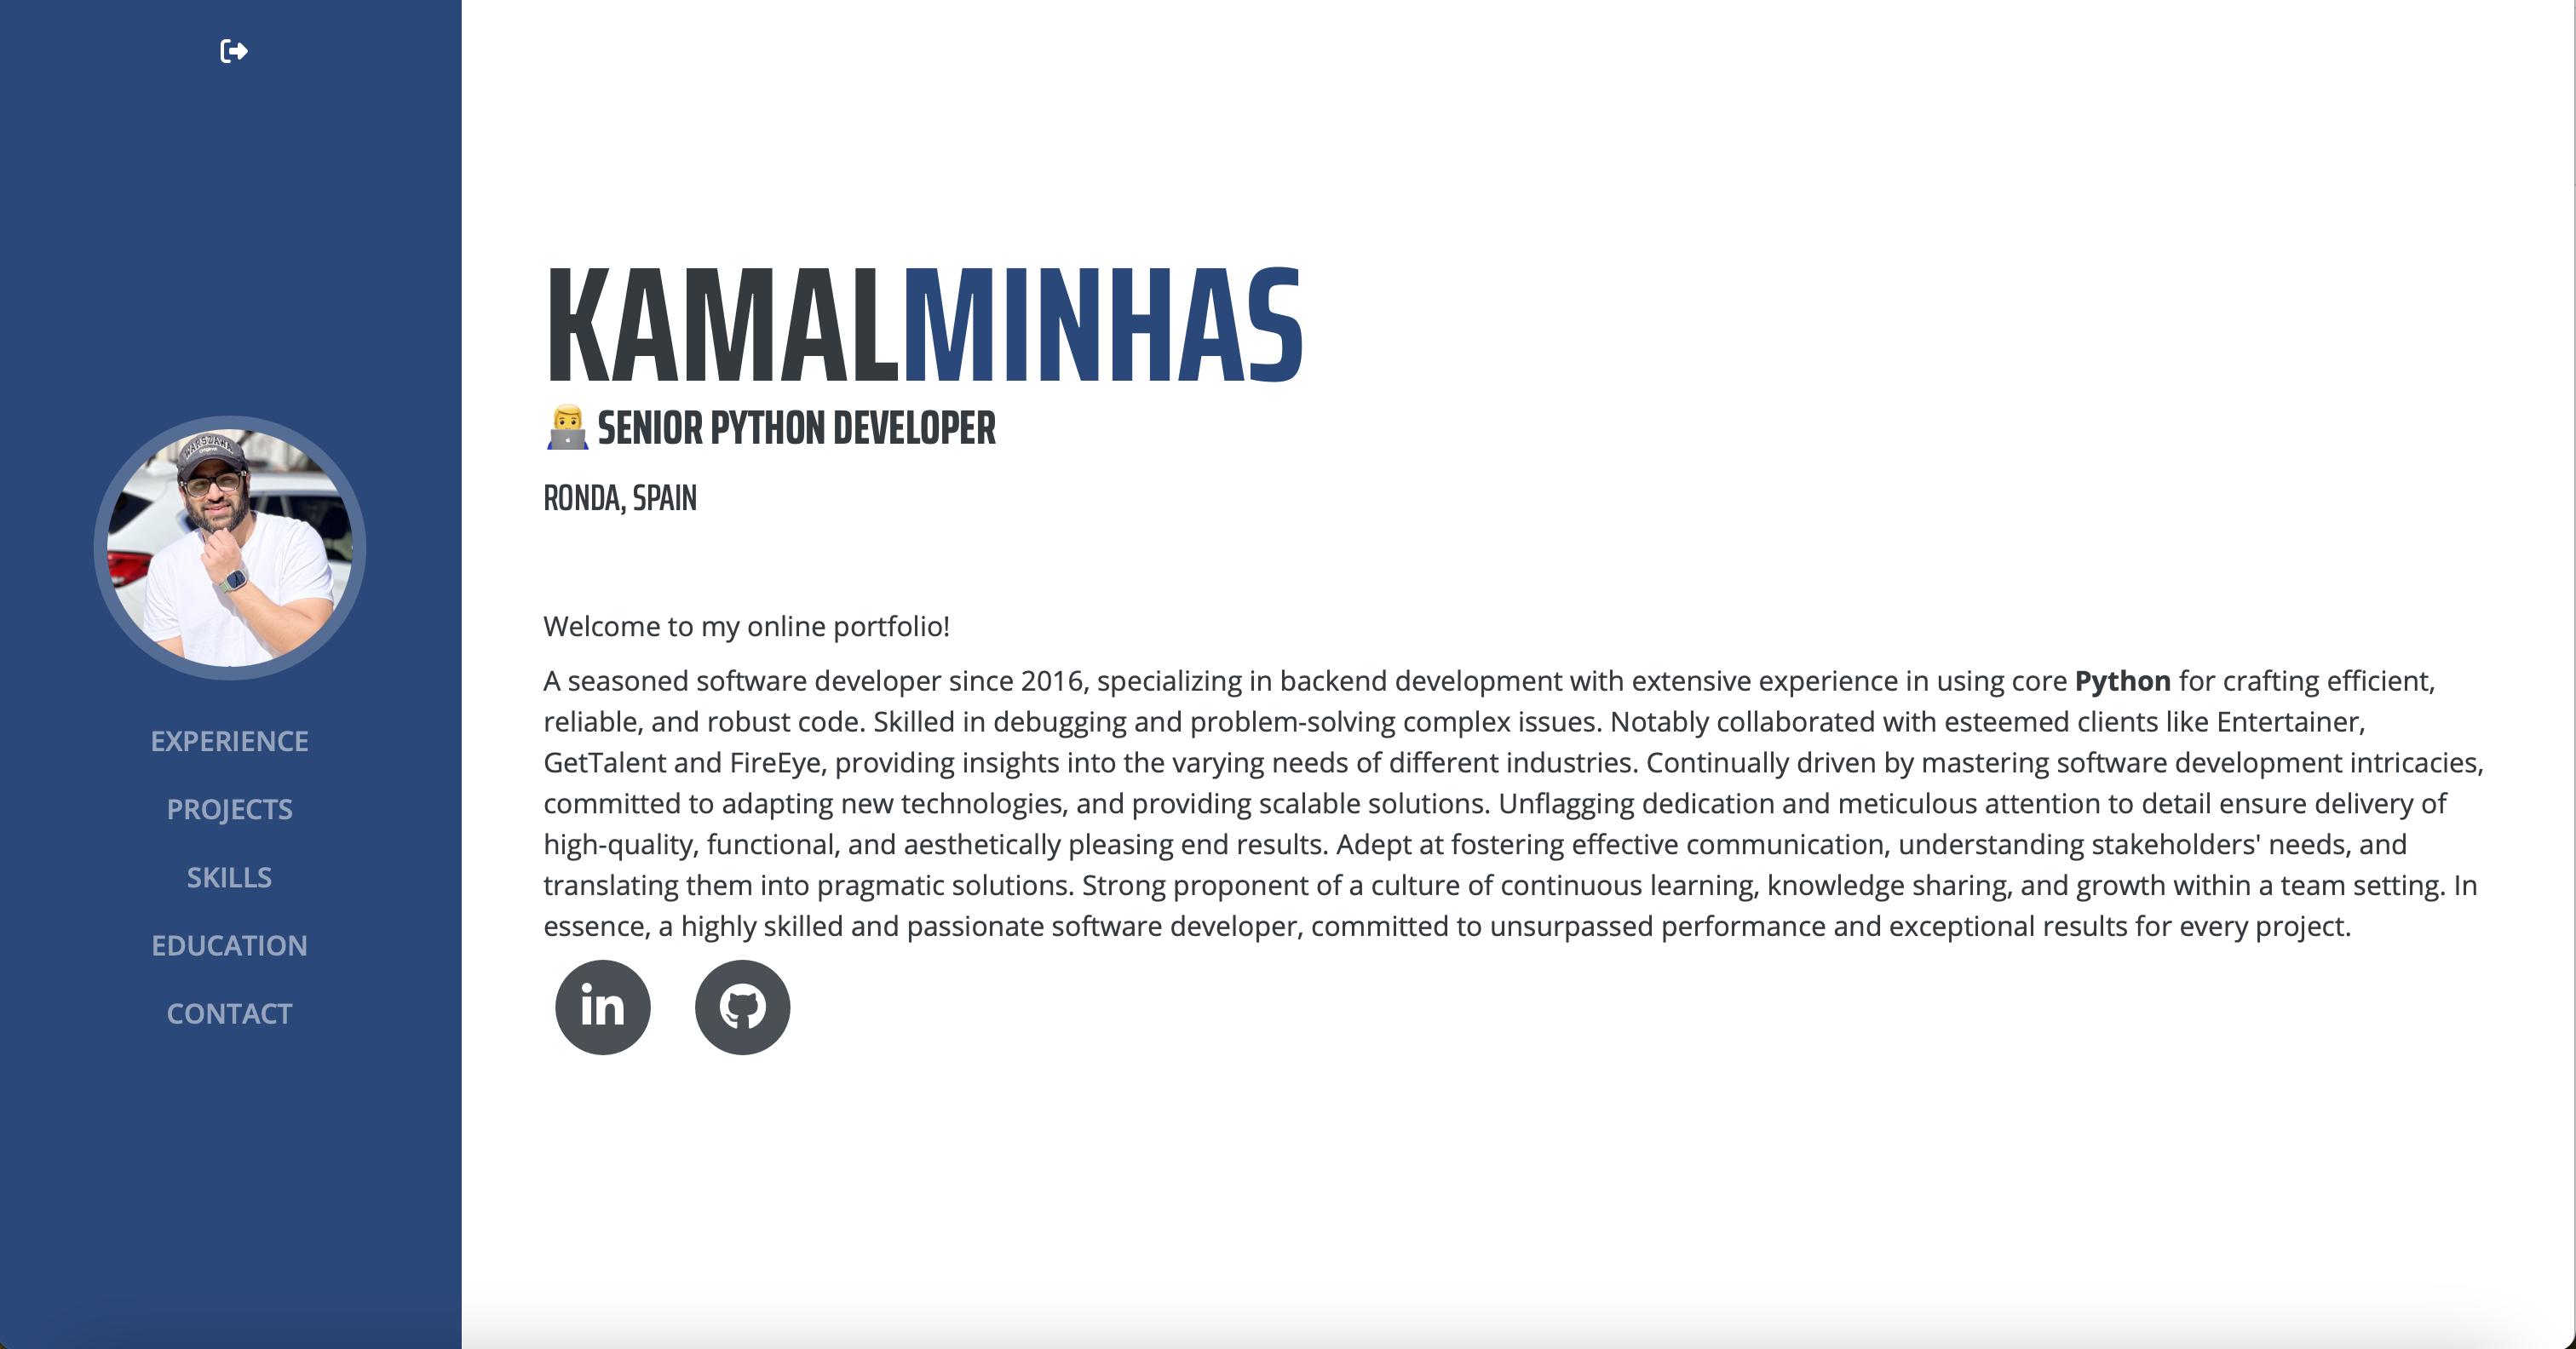 KAMALMINHAS
SENIOR PYTHON DEVELOPER
RONDA, SPAIN
Welcome to my online portfolio!
A seasoned software developer since 2016, specializing in backend development with extensive experience in using core Python for crafting efficient,
reliable, and robust code. Skilled in debugging and problem-solving complex issues. Notably collaborated with esteemed clients like Entertainer,
GetTalent and FireEye, providing insights into the varying needs of different industries. Continually driven by mastering software development intricacies,
committed to adapting new technologies, and providing scalable solutions. Unflagging dedication and meticulous attention to detail ensure delivery of
high-quality, functional, and aesthetically pleasing end results. Adept at fostering effective communication, understanding stakeholders' needs, and
translating them into pragmatic solutions. Strong proponent of a culture of continuous learning, knowledge sharing, and growth within a team setting. In
essence, a highly skilled and passionate software developer, committed to unsurpassed performance and exceptional results for every project.
in
EXPERIENCE
PROJECTS
SKILLS
EDUCATION
CONTACT